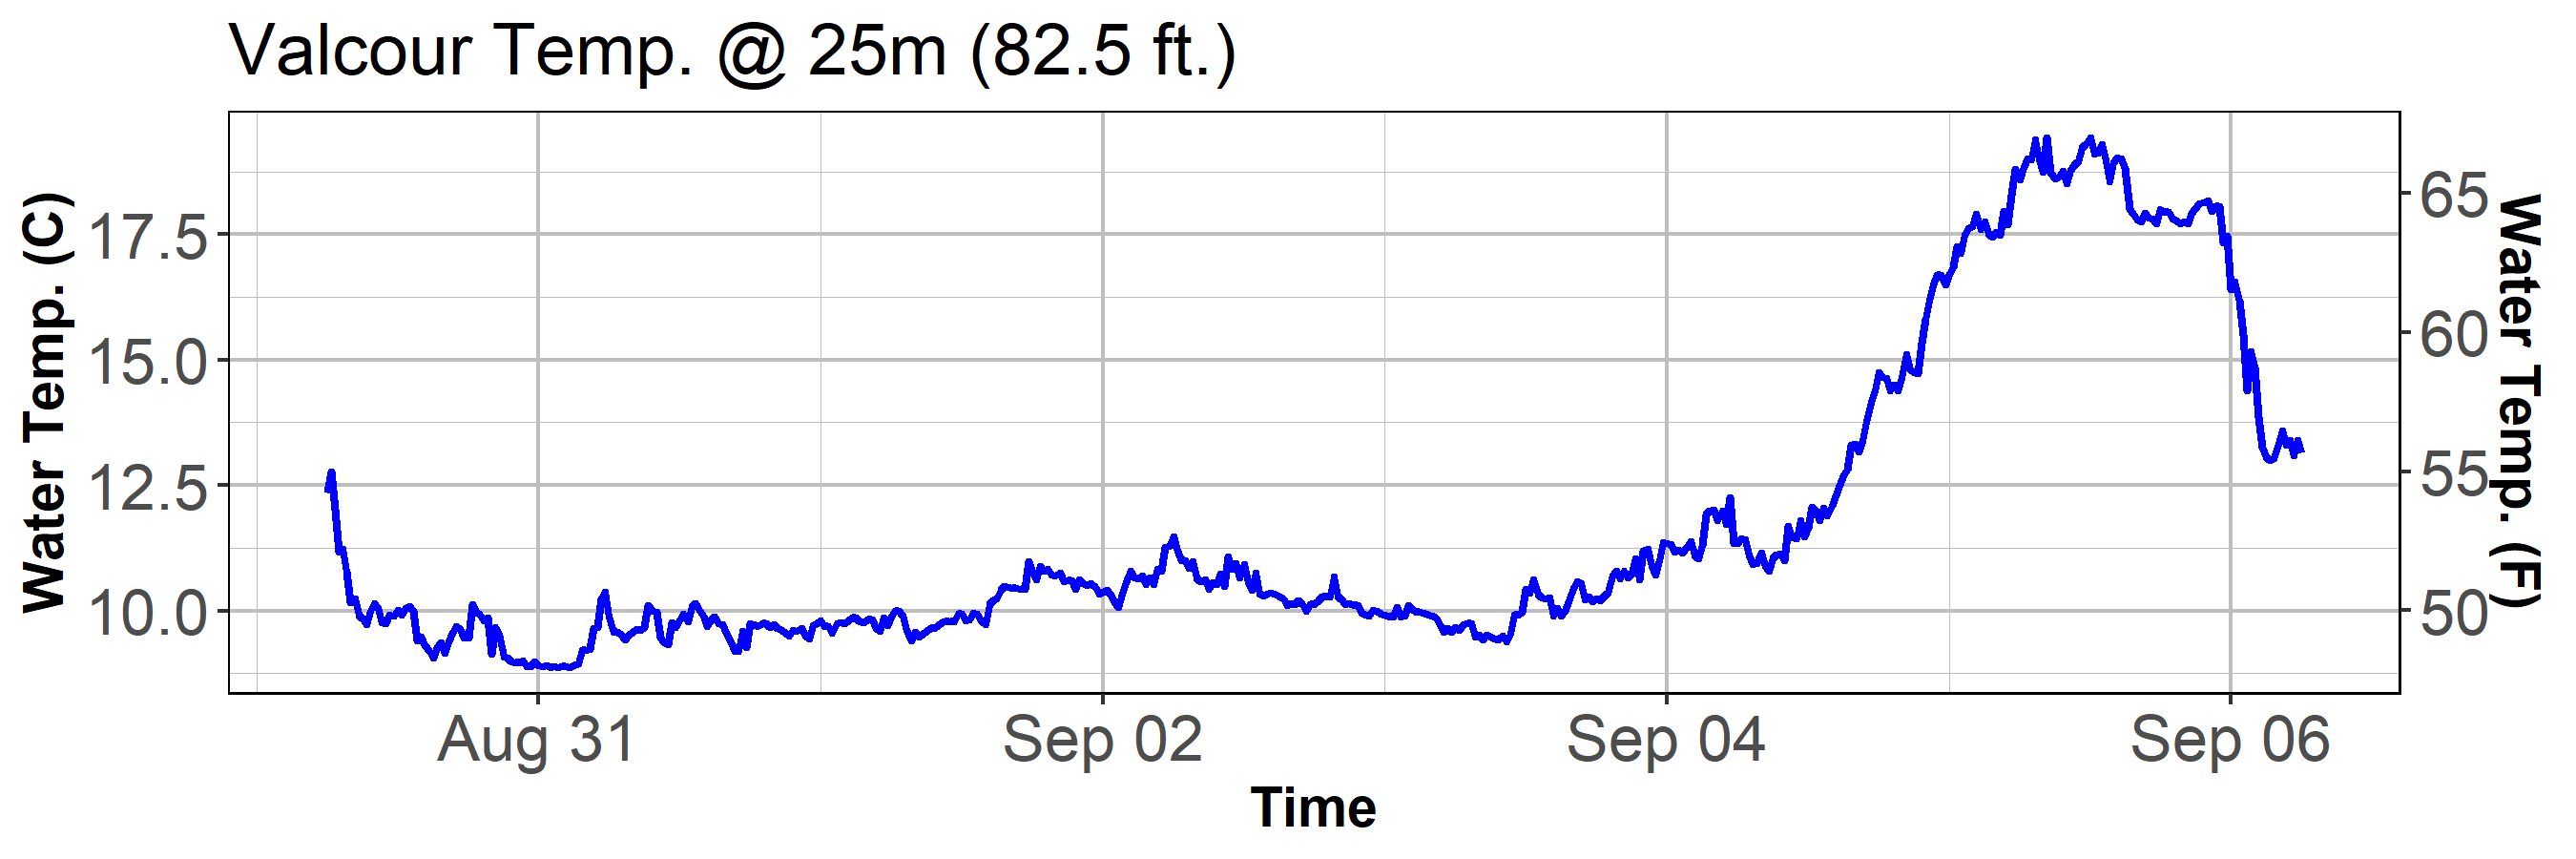 Valcour Temp. @ 25m (82.5 ft.)
Water Temp. (C)
17.5
15.0
12.5
10.0
65
60
55
50
Water Temp. (F)
Aug 31 Sep 02 Sep 04 Sep 06
Time